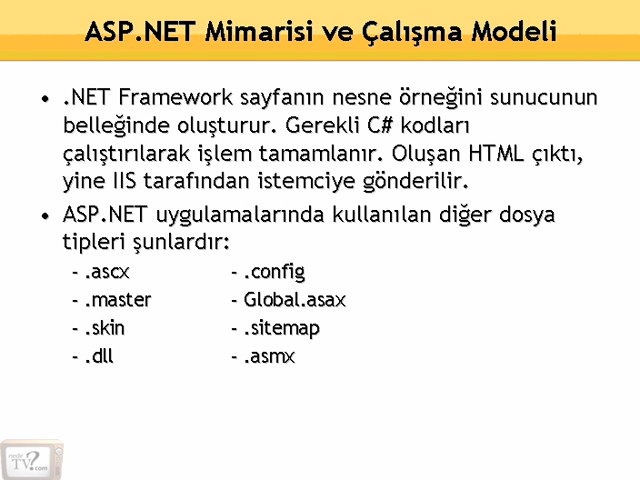 ASP.NET Mimarisi ve Çalışma Modeli
• .NET Framework sayfanın nesne örneğini sunucunun
belleğinde oluşturur. Gerekli C# kodları
çalıştırılarak işlem tamamlanır. Oluşan HTML çıktı,
yine IIS tarafından istemciye gönderilir.
• ASP.NET uygulamalarında kullanılan diğer dosya
tipleri şunlardır:
- .ascx
- .master
- .skin
- .dll
- .config
- Global.asax
- .sitemap
- .asmx
nedir
TV?
.com